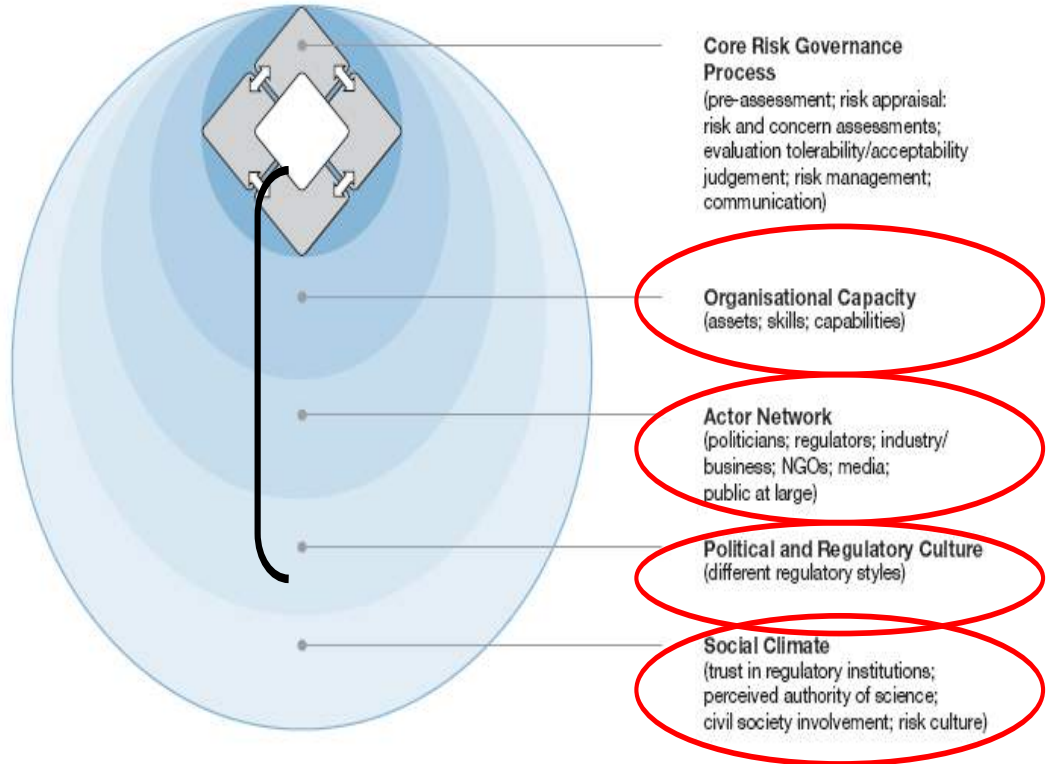 Core Risk Governance
Process
(pre-assessment; risk appraisal:
risk and concern assessments;
evaluation tolerability/acceptability
judgement; risk management;
communication)
Organisational Capacity
(assets; skills; capabilities)
Actor Network
(politicians; regulators; industry/
business; NGOs; media;
public at large)
Political and Regulatory Culture
(different regulatory styles)
Social Climate
(trust in regulatory institutions;
perceived authority of science;
civil society involvement; risk culture)